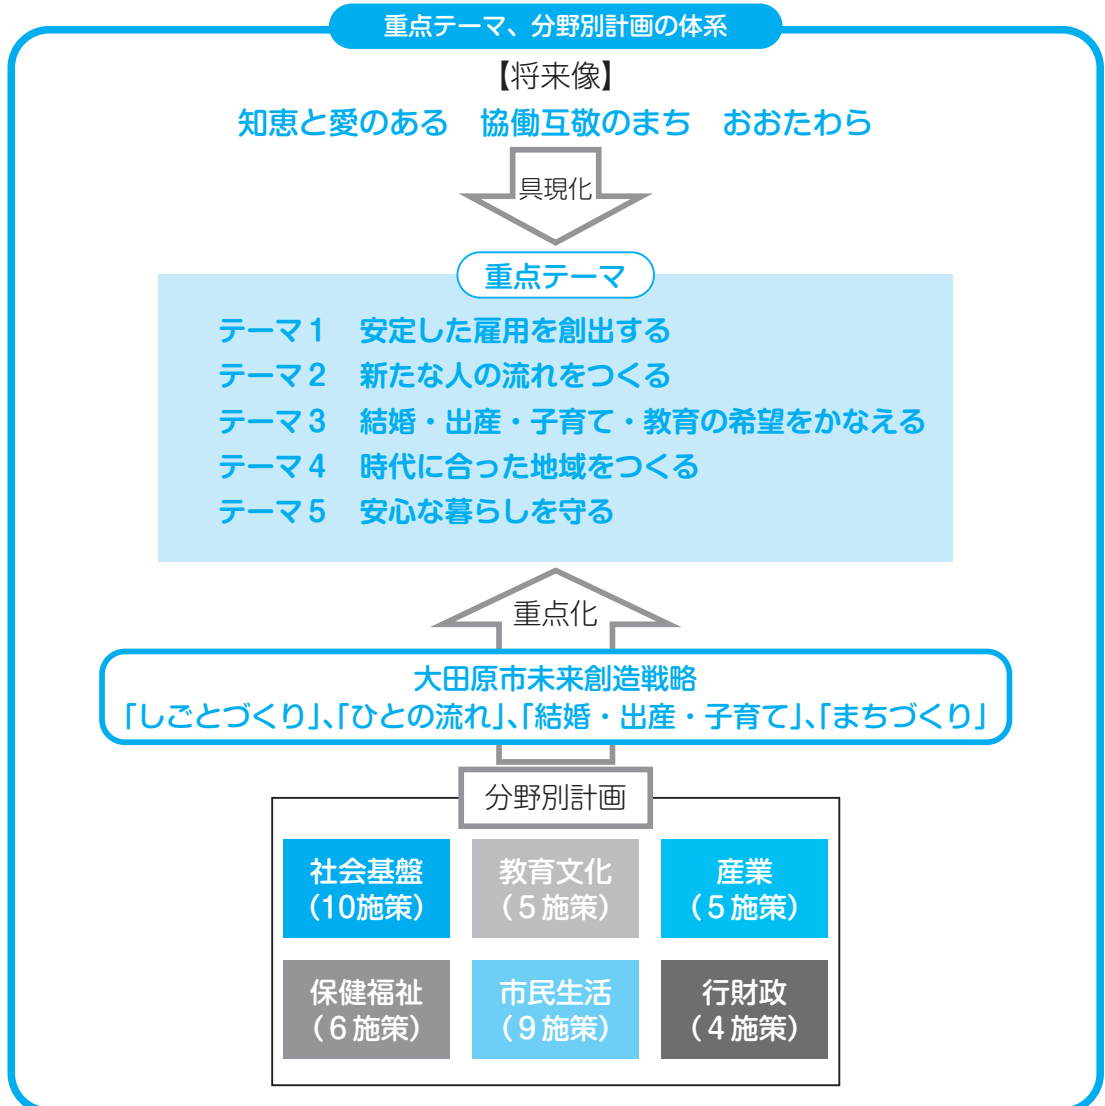 重点テーマ、分野別計画の体系
【将来像】
知恵と愛のある　協働互敬のまち　おおたわら
具現化
重点テーマ
テーマ1　安定した雇用を創出する
テーマ2　新たな人の流れをつくる
テーマ3　結婚・出産・子育て・教育の希望をかなえる
テーマ4　時代に合った地域をつくる
テーマ5　安心な暮らしを守る
重点化
大田原市未来創造戦略
「しごとづくり」、「ひとの流れ」、「結婚・出産・子育て」、「まちづくり」
分野別計画
社会基盤
（10施策）
教育文化
（5施策）
産業
（5施策）
保健福祉
（6施策）
市民生活
（9施策）
行財政
（4施策）